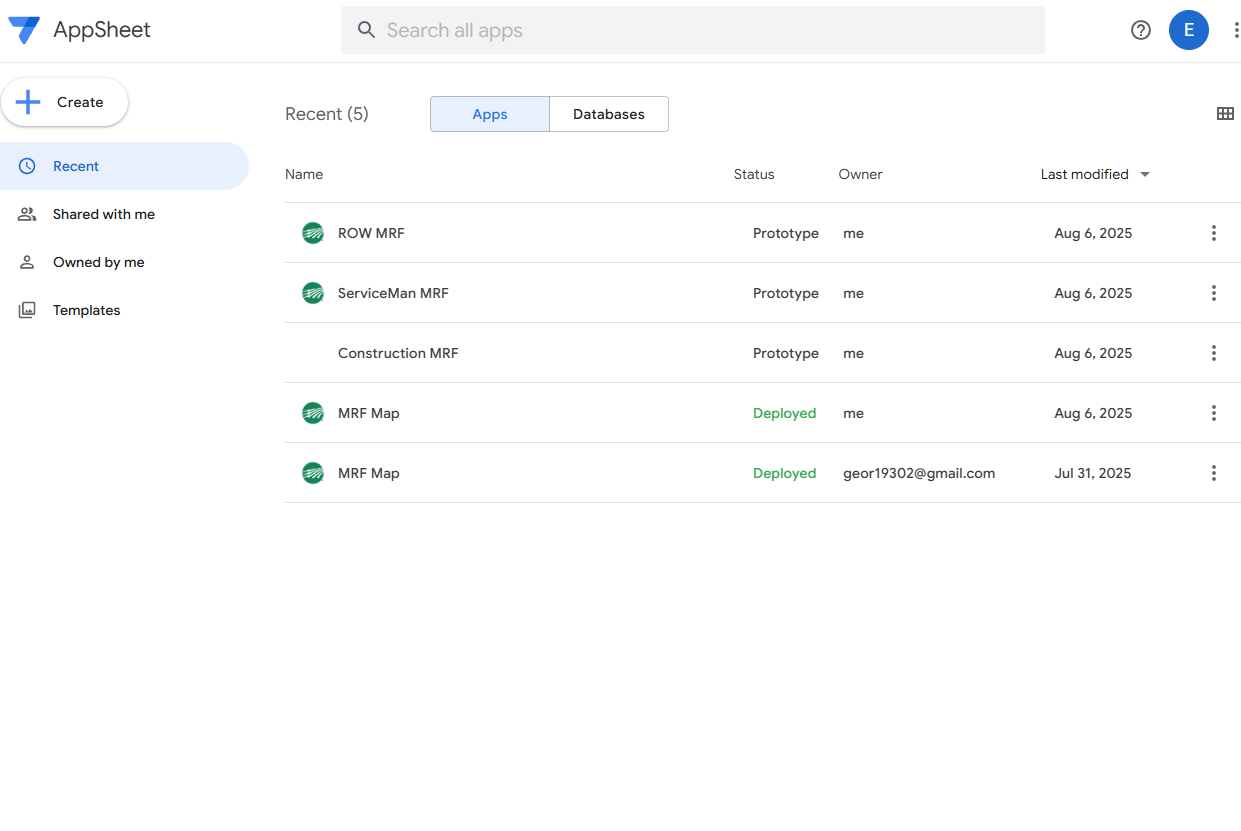 AppSheet
Search all apps
E
Create
Recent
Shared with me
Owned by me
Templates
Recent (5)
Apps
Databases
Name Status Owner Last modified
ROW MRF Prototype me Aug 6, 2025
ServiceMan MRF Prototype me Aug 6, 2025
Construction MRF Prototype me Aug 6, 2025
MRF Map Deployed me Aug 6, 2025
MRF Map Deployed geor19302@gmail.com Jul 31, 2025